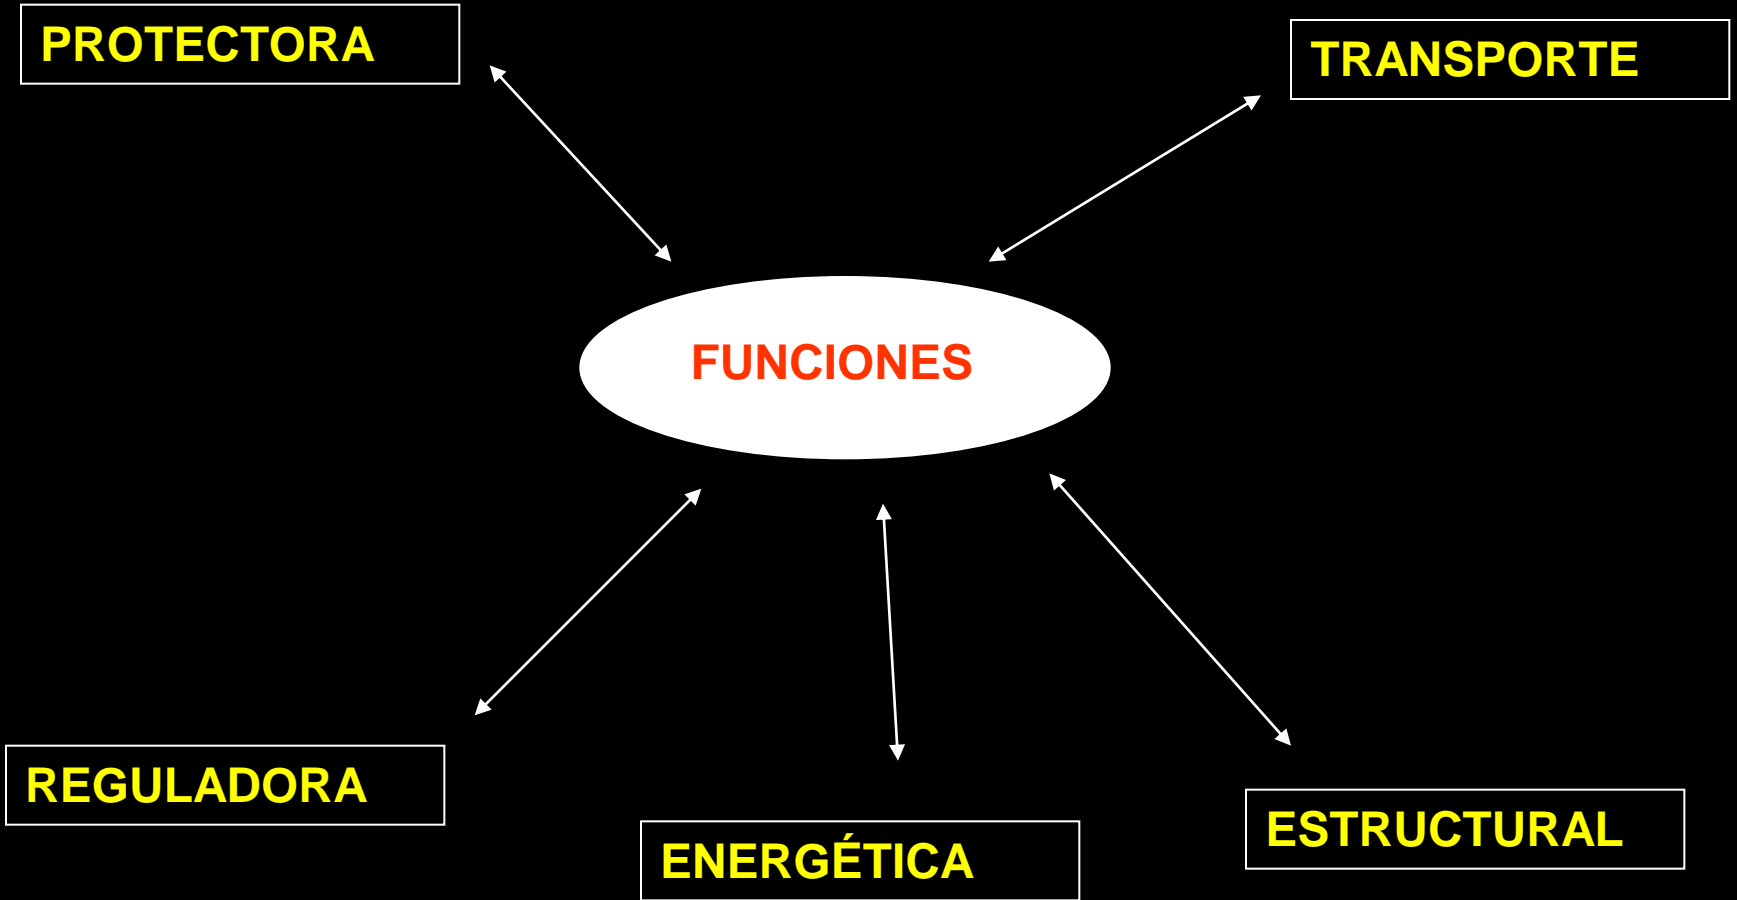 PROTECTORA
TRANSPORTE
FUNCIONES
REGULADORA
ENERGÉTICA
ESTRUCTURAL